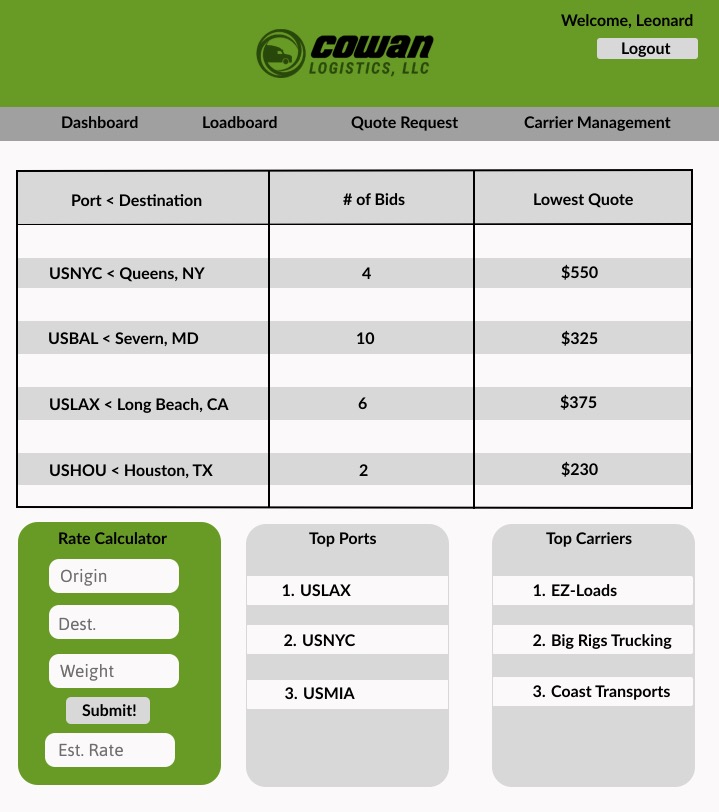 Welcome, Leonard
Logout
cowan
LOGISTICS, LLC
Dashboard Loadboard Quote Request Carrier Management
Port < Destination # of Bids Lowest Quote
USNYC < Queens, NY 4 $550
USBAL < Severn, MD 10 $325
USLAX < Long Beach, CA 6 $375
USHOU < Houston, TX 2 $230
Rate Calculator
Origin
Dest.
Weight
Submit!
Est. Rate
Top Ports
1. USLAX
2. USNYC
3. USMIA
Top Carriers
1. EZ-Loads
2. Big Rigs Trucking
3. Coast Transports